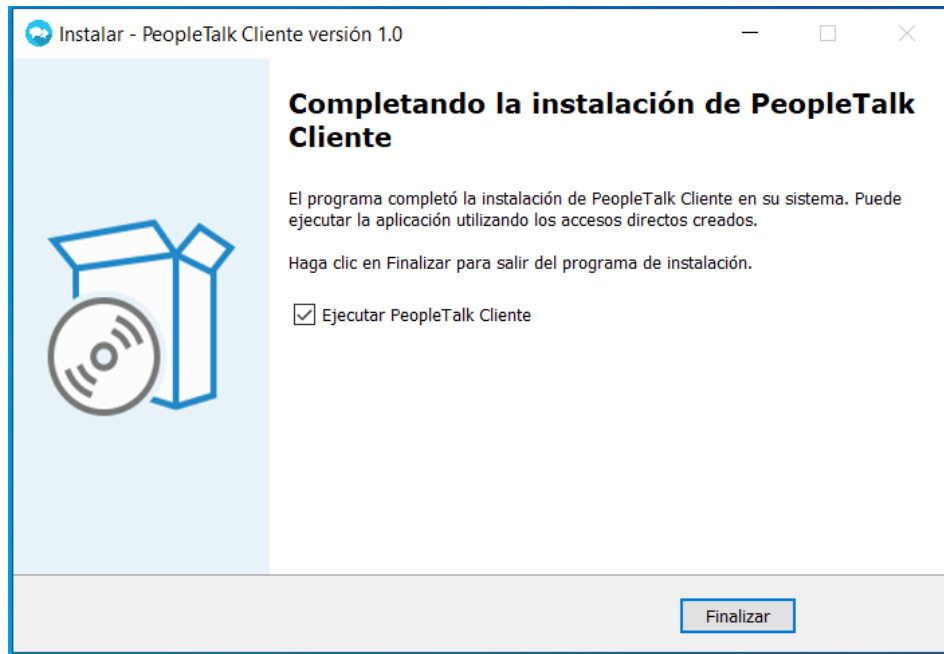 Instalar - PeopleTalk Cliente versión 1.0
Completando la instalación de PeopleTalk
Cliente
El programa completó la instalación de PeopleTalk Cliente en su sistema. Puede
ejecutar la aplicación utilizando los accesos directos creados.
Haga clic en Finalizar para salir del programa de instalación.
Ejecutar PeopleTalk Cliente
Finalizar